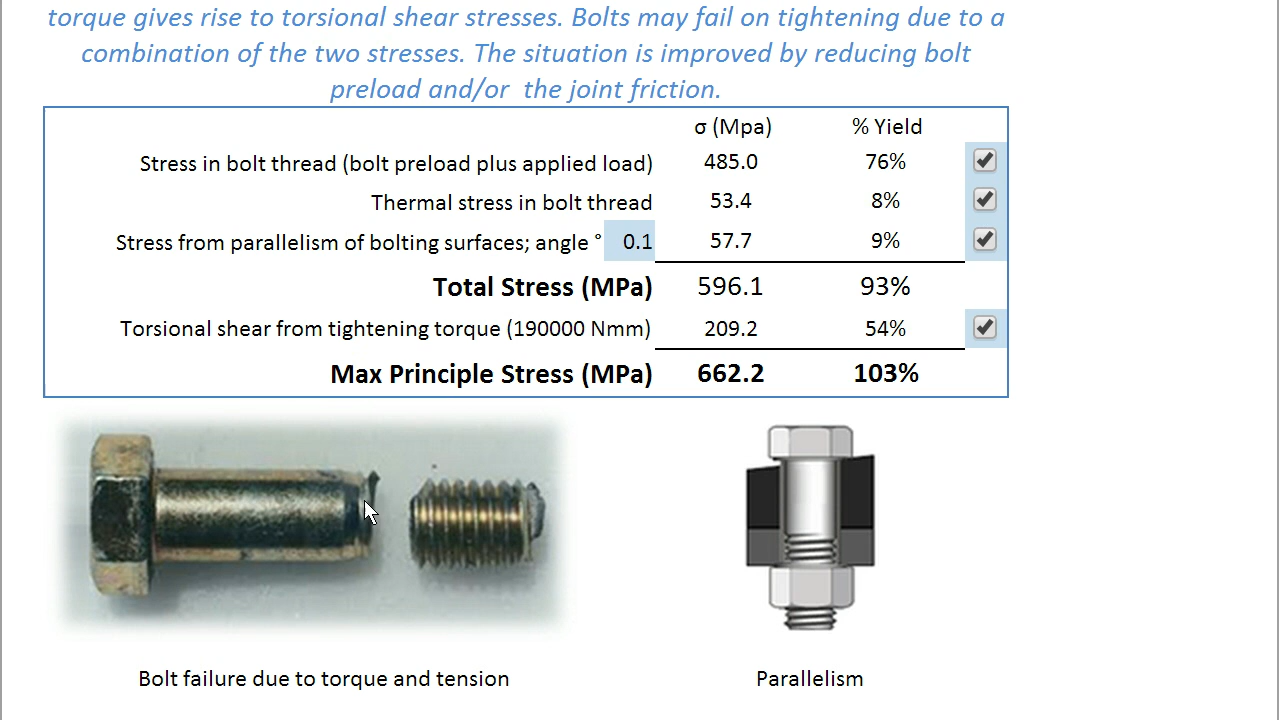 torque gives rise to torsional shear stresses. Bolts may fail on tightening due to a
combination of the two stresses. The situation is improved by reducing bolt
preload and/or  the joint friction.
σ (Mpa) % Yield
Stress in bolt thread (bolt preload plus applied load) 485.0 76%
Thermal stress in bolt thread 53.4 8%
Stress from parallelism of bolting surfaces; angle ° 0.1 57.7 9%
Total Stress (MPa) 596.1 93%
Torsional shear from tightening torque (190000 Nmm) 209.2 54%
Max Principle Stress (MPa) 662.2 103%
Bolt failure due to torque and tension Parallelism